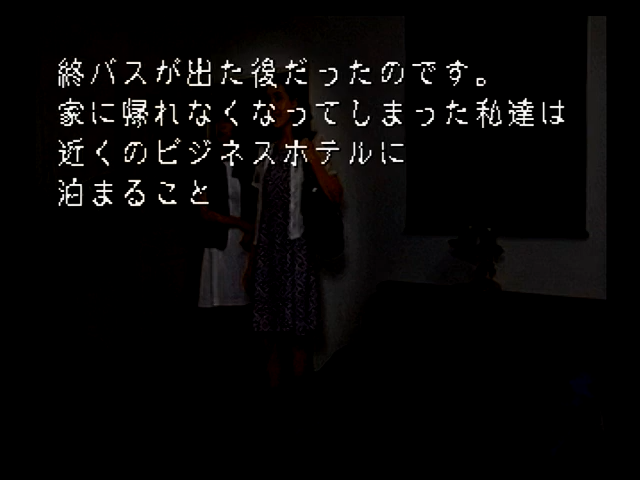 終バスが出た後だったのです。
家に帰れなくなってしまった私達は
近くのビジネスホテルに
泊まること